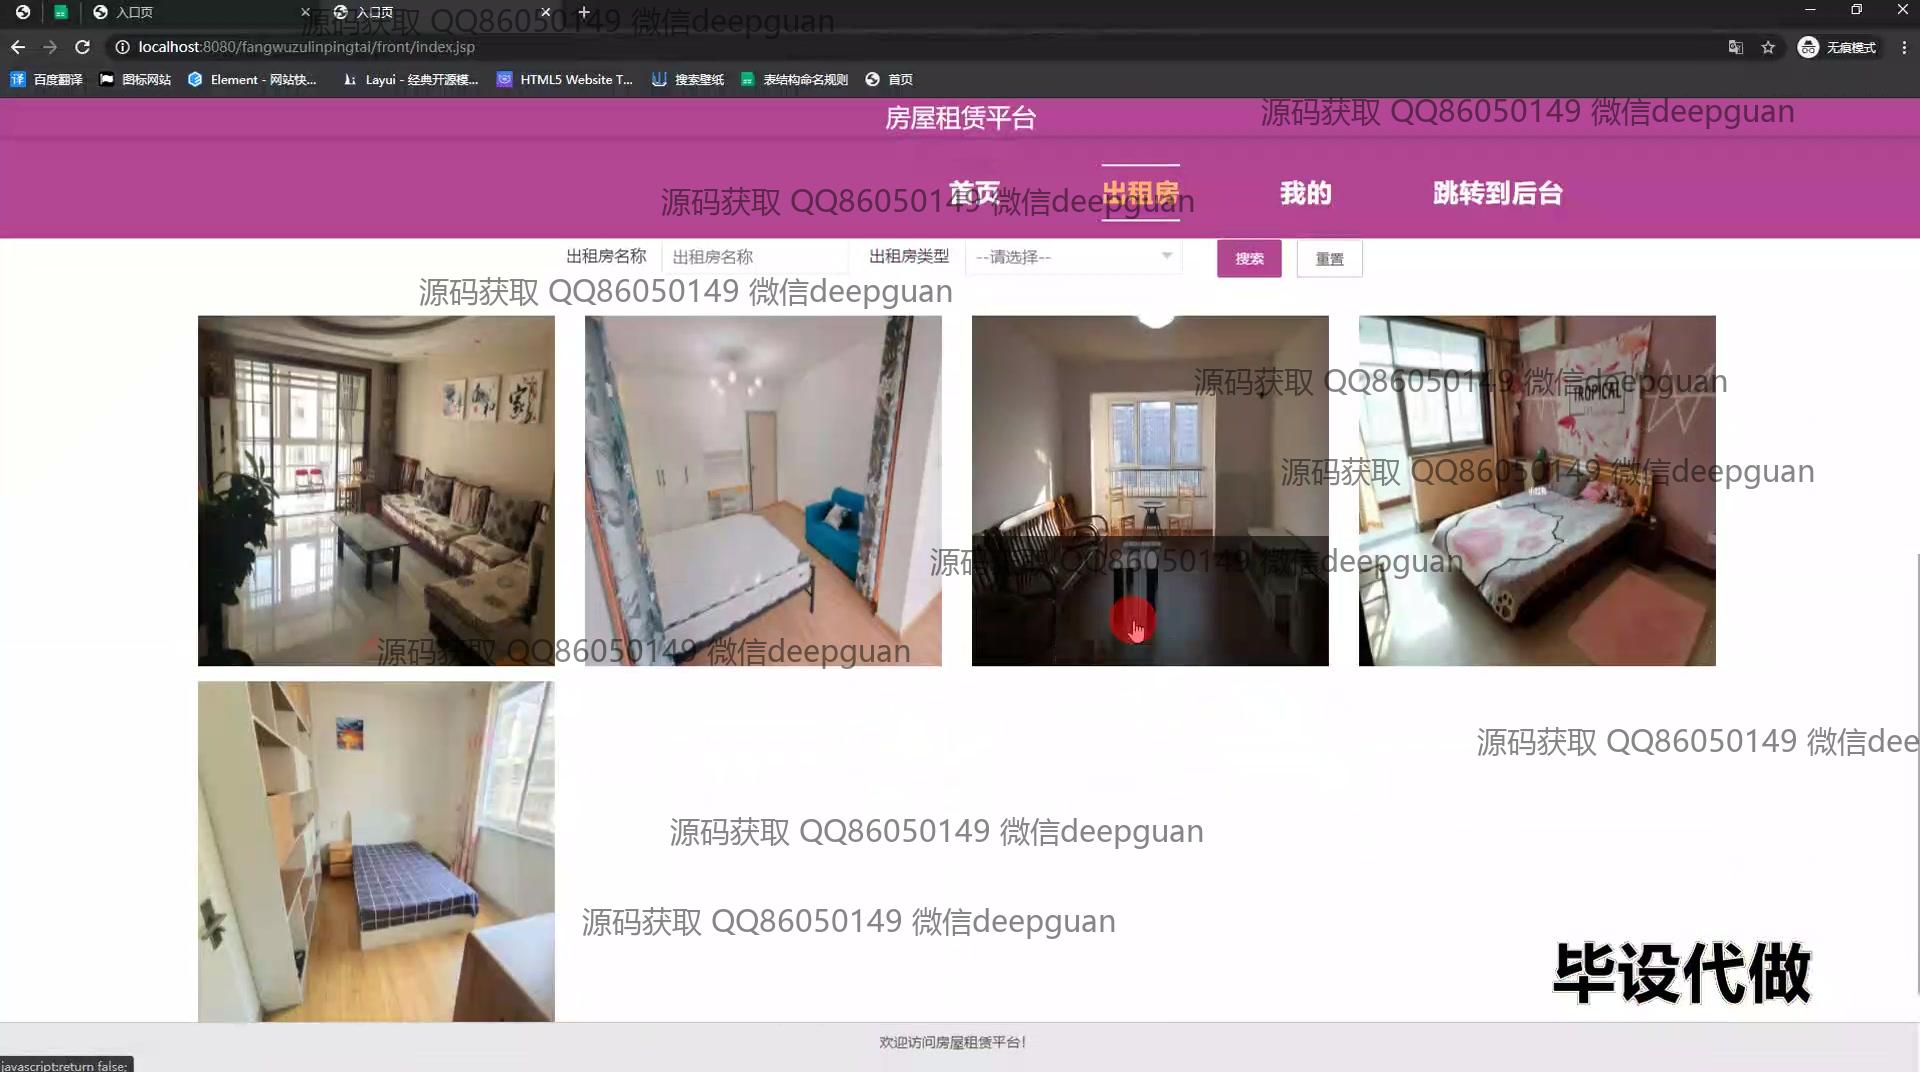 入口页
入口页
源码获取 QQ86050149 微信deepguan
localhost:8080/fangwuzulinpingtai/front/index.jsp
无痕模式
百度翻译
图标网站
Element - 网站快...
Layui - 经典开源模...
HTML5 Website T...
搜索壁纸
表结构命名规则
首页
房屋租赁平台
源码获取 QQ86050149 微信deepguan
首页
出租房
我的
跳转到后台
源码获取 QQ86050149 微信deepguan
出租房名称
出租房名称
出租房类型
--请选择--
搜索
重置
源码获取 QQ86050149 微信deepguan
源码获取 QQ86050149 微信deepguan
TROPICAL
源码获取 QQ86050149 微信deepguan
源码获取 QQ86050149 微信deepguan
源码获取 QQ86050149 微信deepguan
源码获取 QQ86050149 微信dee
源码获取 QQ86050149 微信deepguan
源码获取 QQ86050149 微信deepguan
毕设代做
欢迎访问房屋租赁平台!
javascript:return false;